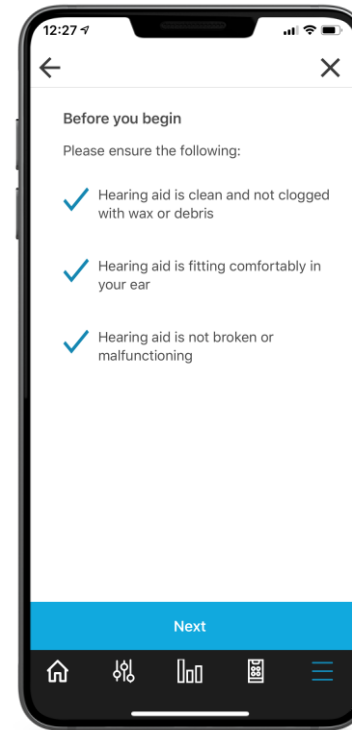 12:27
Before you begin
Please ensure the following:
Hearing aid is clean and not clogged
with wax or debris
Hearing aid is fitting comfortably in
your ear
Hearing aid is not broken or
malfunctioning
Next